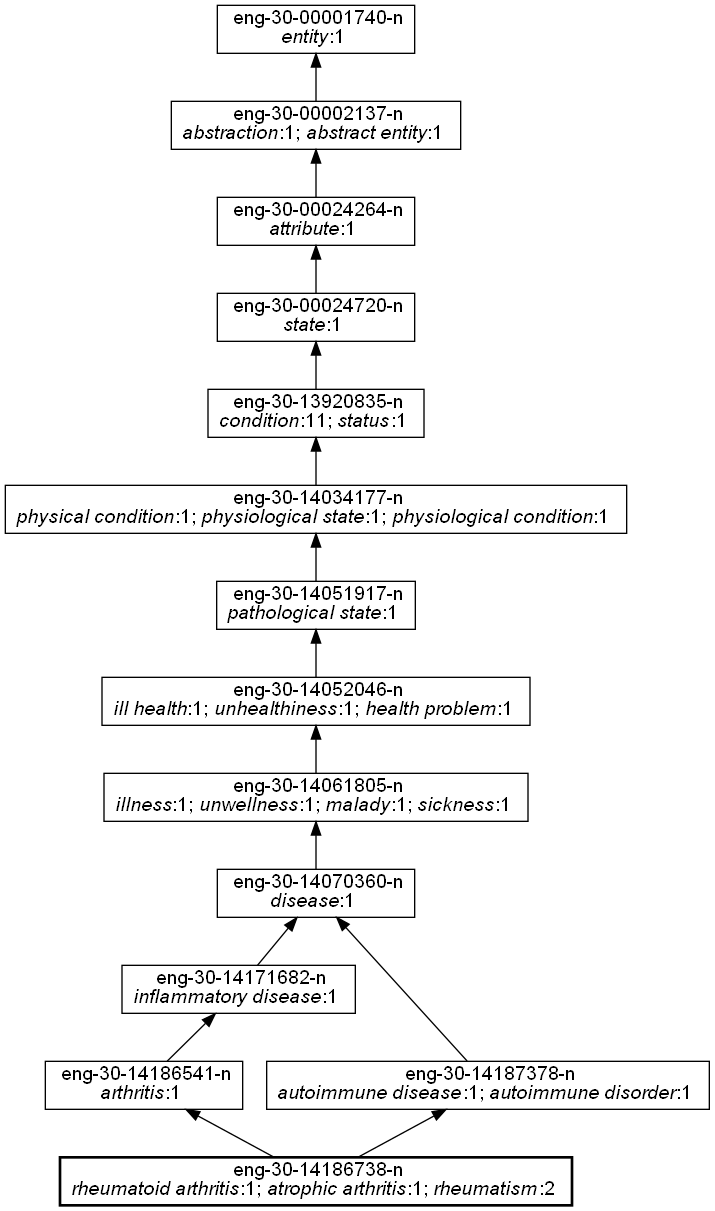 eng-30-00001740-n
entity:1
eng-30-00002137-n
abstraction:1; abstract entity:1
eng-30-00024264-n
attribute:1
eng-30-00024720-n
state:1
eng-30-13920835-n
condition:11; status:1
eng-30-14034177-n
physical condition:1; physiological state:1; physiological condition:1
eng-30-14051917-n
pathological state:1
eng-30-14052046-n
ill health:1; unhealthiness:1; health problem:1
eng-30-14061805-n
illness:1; unwellness:1; malady:1; sickness:1
eng-30-14070360-n
disease:1
eng-30-14171682-n
inflammatory disease:1
eng-30-14186541-n
arthritis:1
eng-30-14187378-n
autoimmune disease:1; autoimmune disorder:1
eng-30-14186738-n
rheumatoid arthritis:1; atrophic arthritis:1; rheumatism:2